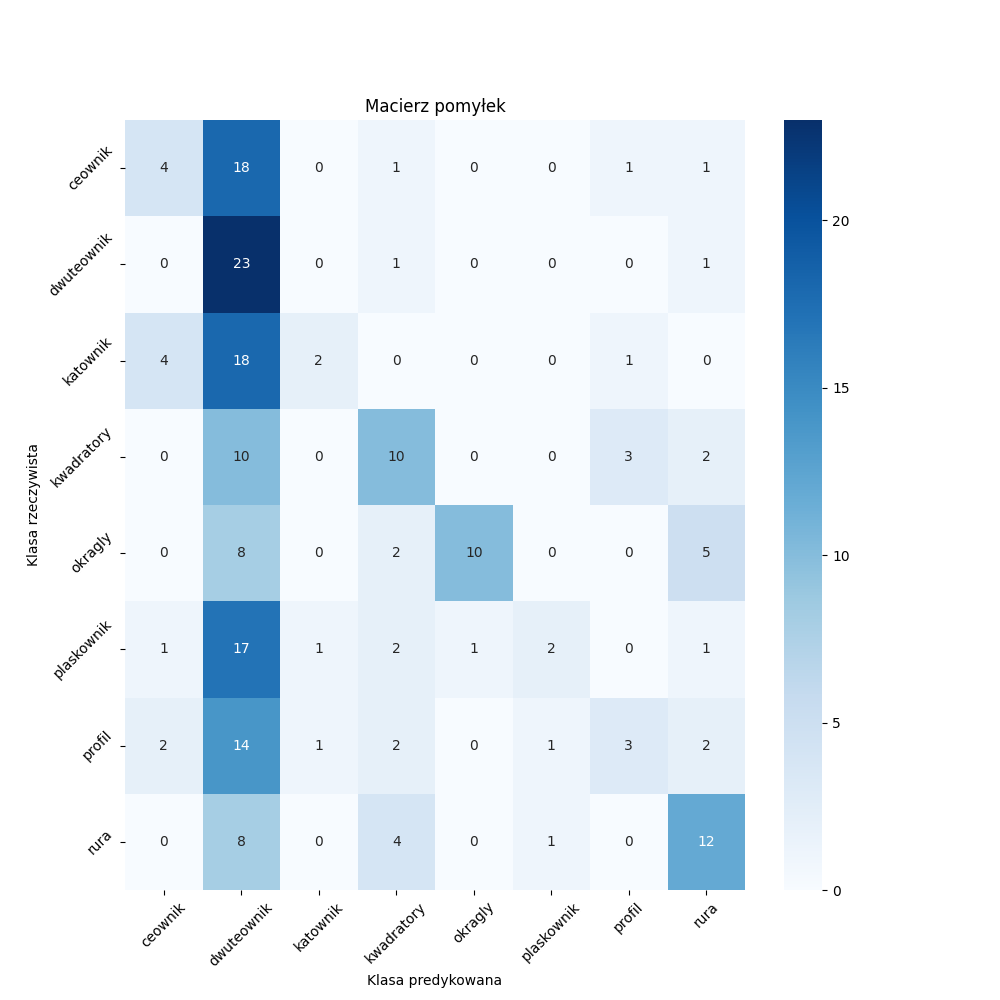 Macierz pomyłek
ceownik 4 18 0 1 0 0 1 1
dwuteownik 0 23 0 1 0 0 0 1
katownik 4 18 2 0 0 0 1 0
kwadratory 0 10 0 10 0 0 3 2
okragly 0 8 0 2 10 0 0 5
plaskownik 1 17 1 2 1 2 0 1
profil 2 14 1 2 0 1 3 2
rura 0 8 0 4 0 1 0 12
ceownik dwuteownik katownik kwadratory okragly plaskownik profil rura
Klasa predykowana
Klasa rzeczywista
20
15
10
5
0